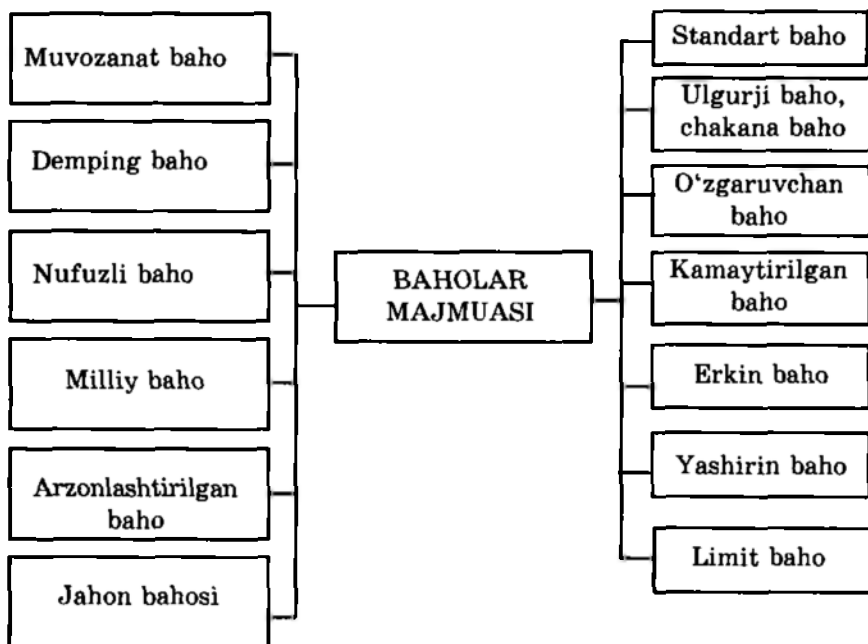 Muvozanat baho
Demping baho
Nufuzli baho
Milliy baho
Arzonlashtirilgan
baho
Jahon bahosi
BAHOLAR
MAJMUASI
Standart baho
Ulgurji baho,
chakana baho
O‘zgaruvchan
baho
Kamaytirilgan
baho
Erkin baho
Yashirin baho
Limit baho